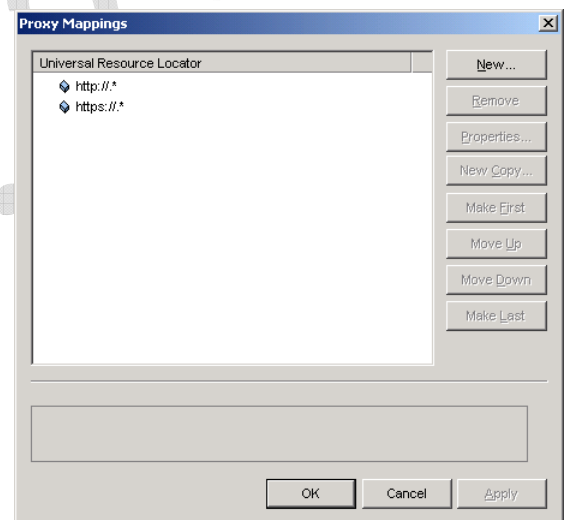 Proxy Mappings
Universal Resource Locator
http://.*
https://.*
New...
Remove
Properties...
New Copy...
Make First
Move Up
Move Down
Make Last
OK
Cancel
Apply